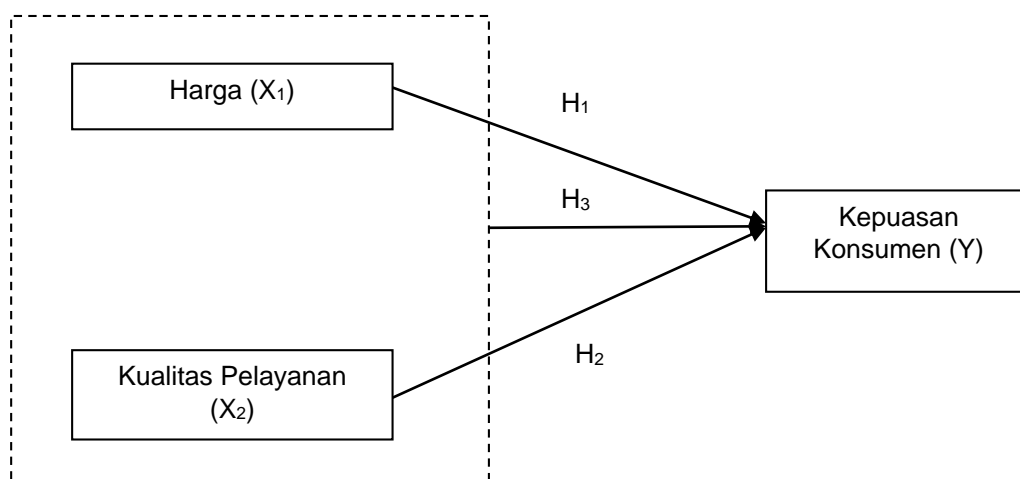 Harga (X₁)
H₁
H₃
Kepuasan
Konsumen (Y)
H₂
Kualitas Pelayanan
(X₂)